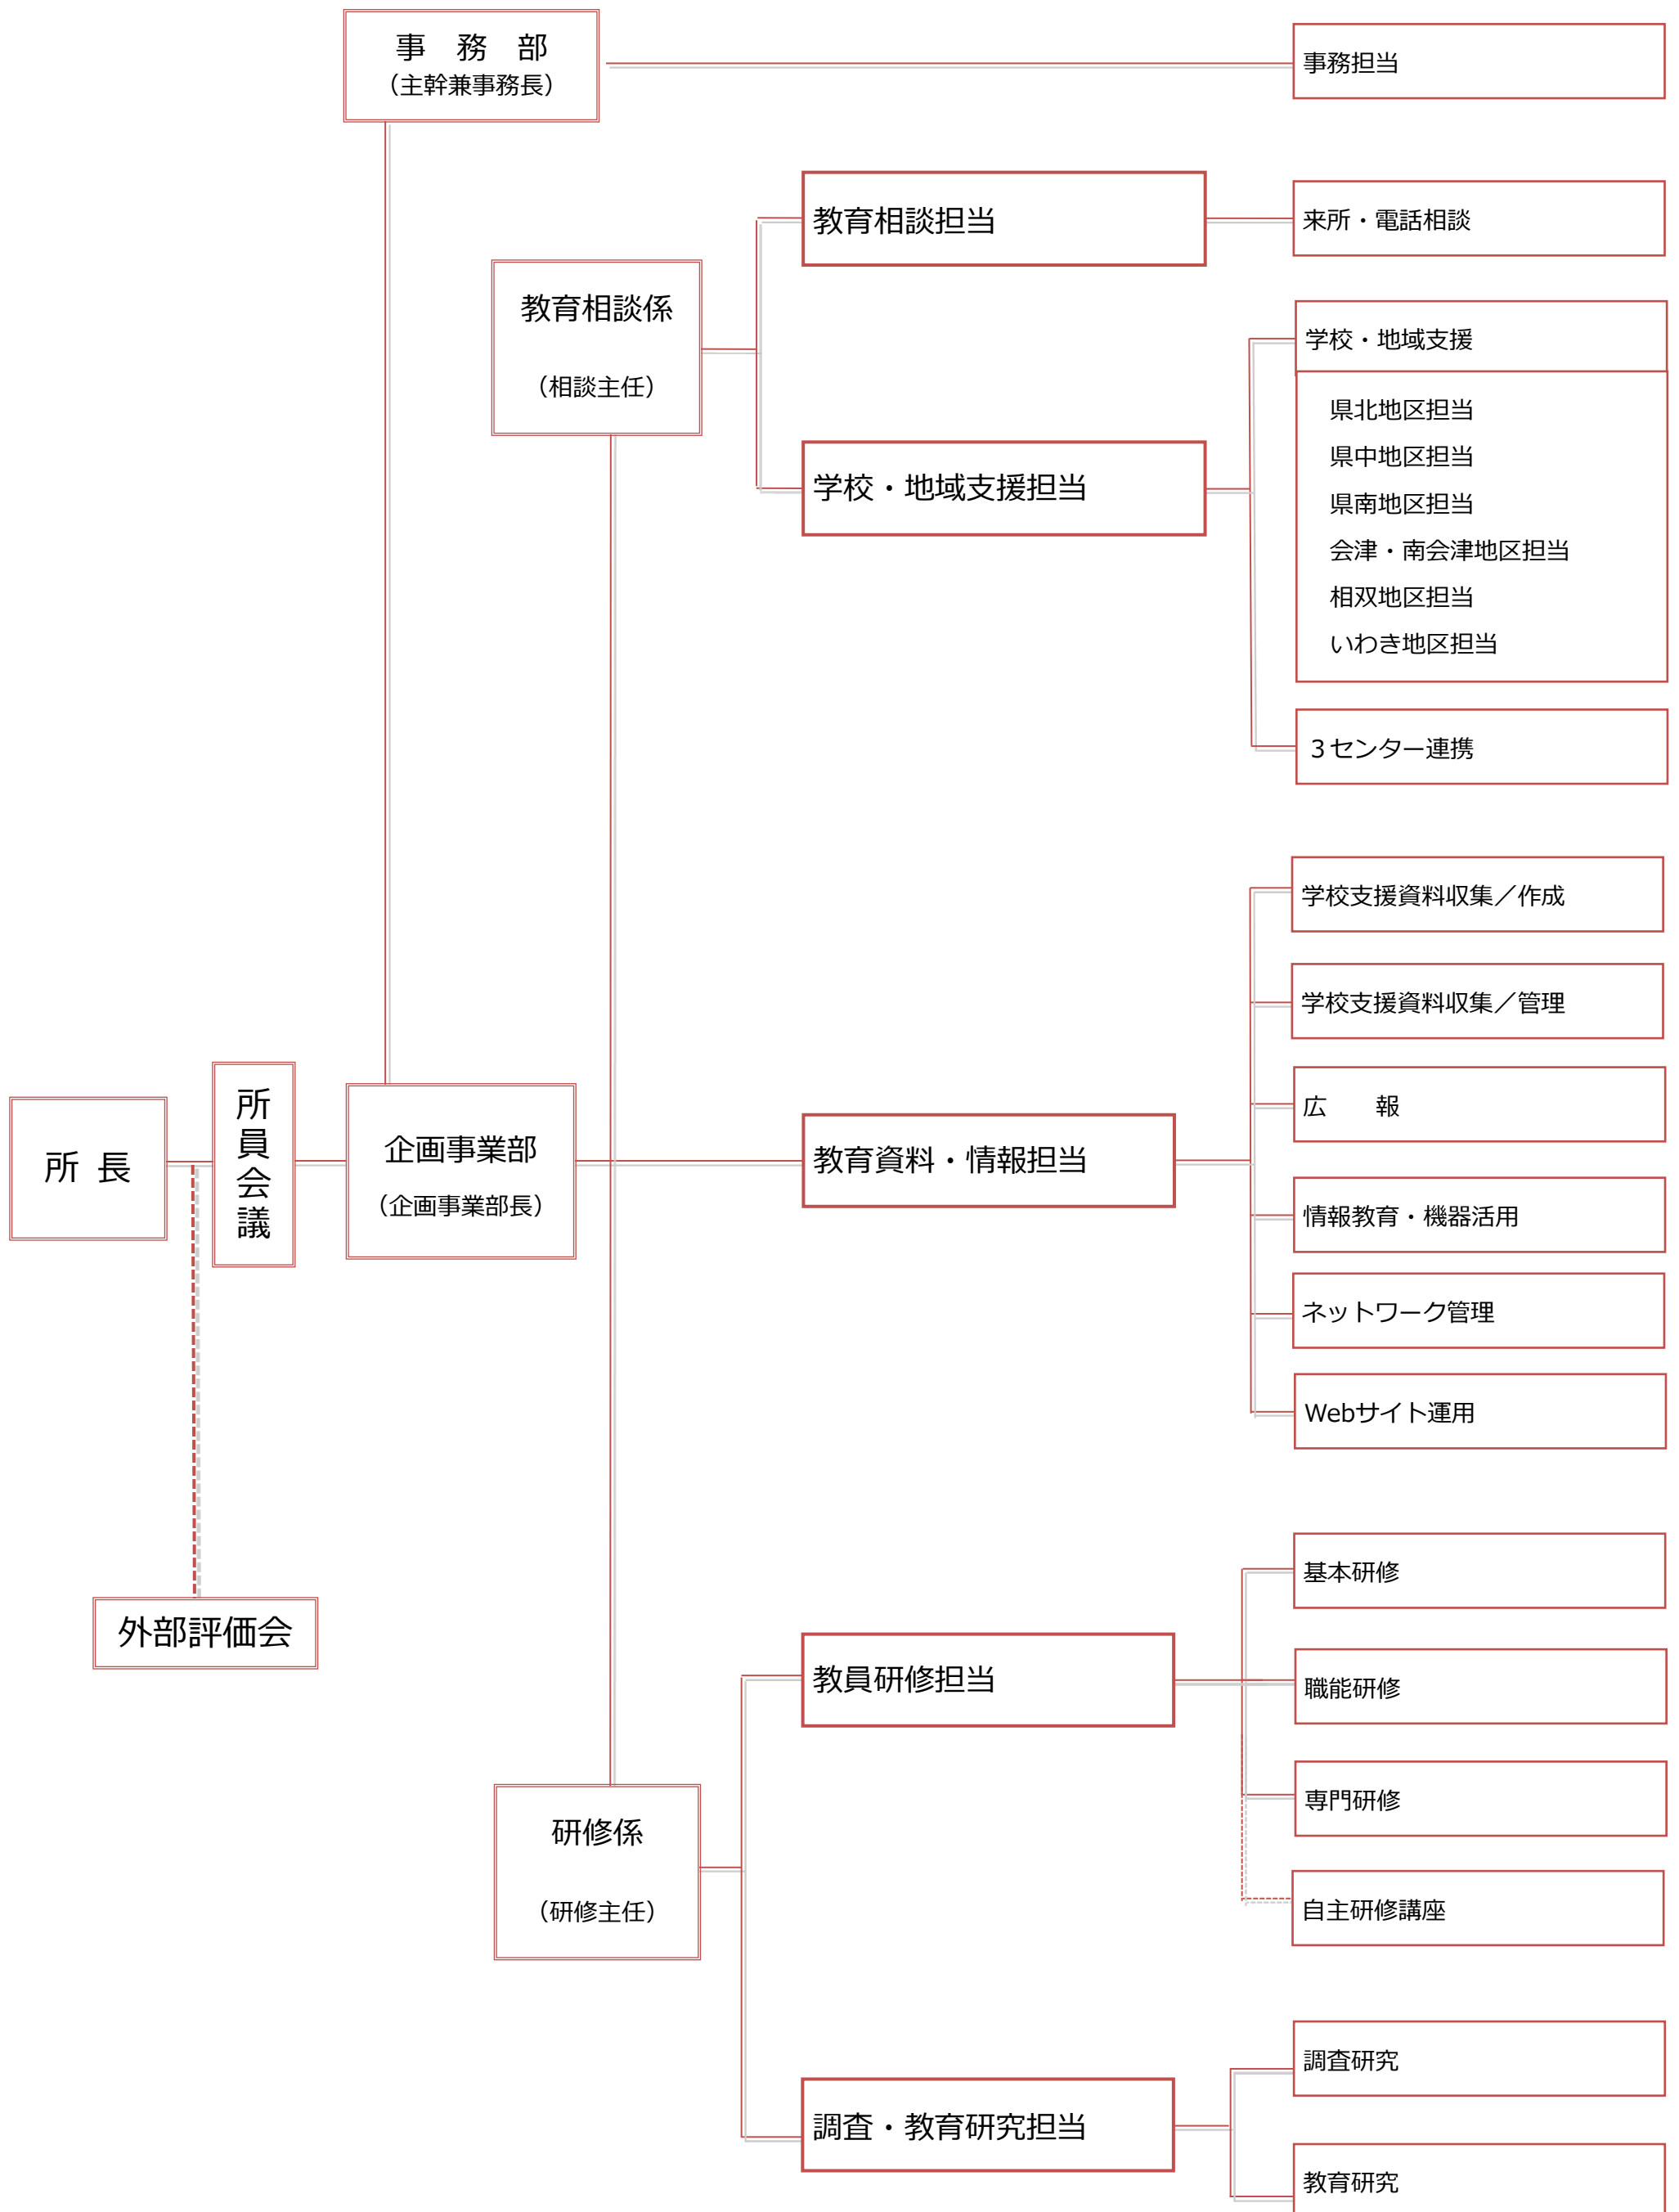 事　務　部
（主幹兼事務長）
事務担当
教育相談担当
来所・電話相談
教育相談係
（相談主任）
学校・地域支援
県北地区担当
県中地区担当
学校・地域支援担当
県南地区担当
会津・南会津地区担当
相双地区担当
いわき地区担当
３センター連携
学校支援資料収集／作成
学校支援資料収集／管理
広　　報
所員会議
所 長
企画事業部
（企画事業部長）
教育資料・情報担当
情報教育・機器活用
ネットワーク管理
Webサイト運用
基本研修
外部評価会
教員研修担当
職能研修
専門研修
研修係
（研修主任）
自主研修講座
調査研究
調査・教育研究担当
教育研究